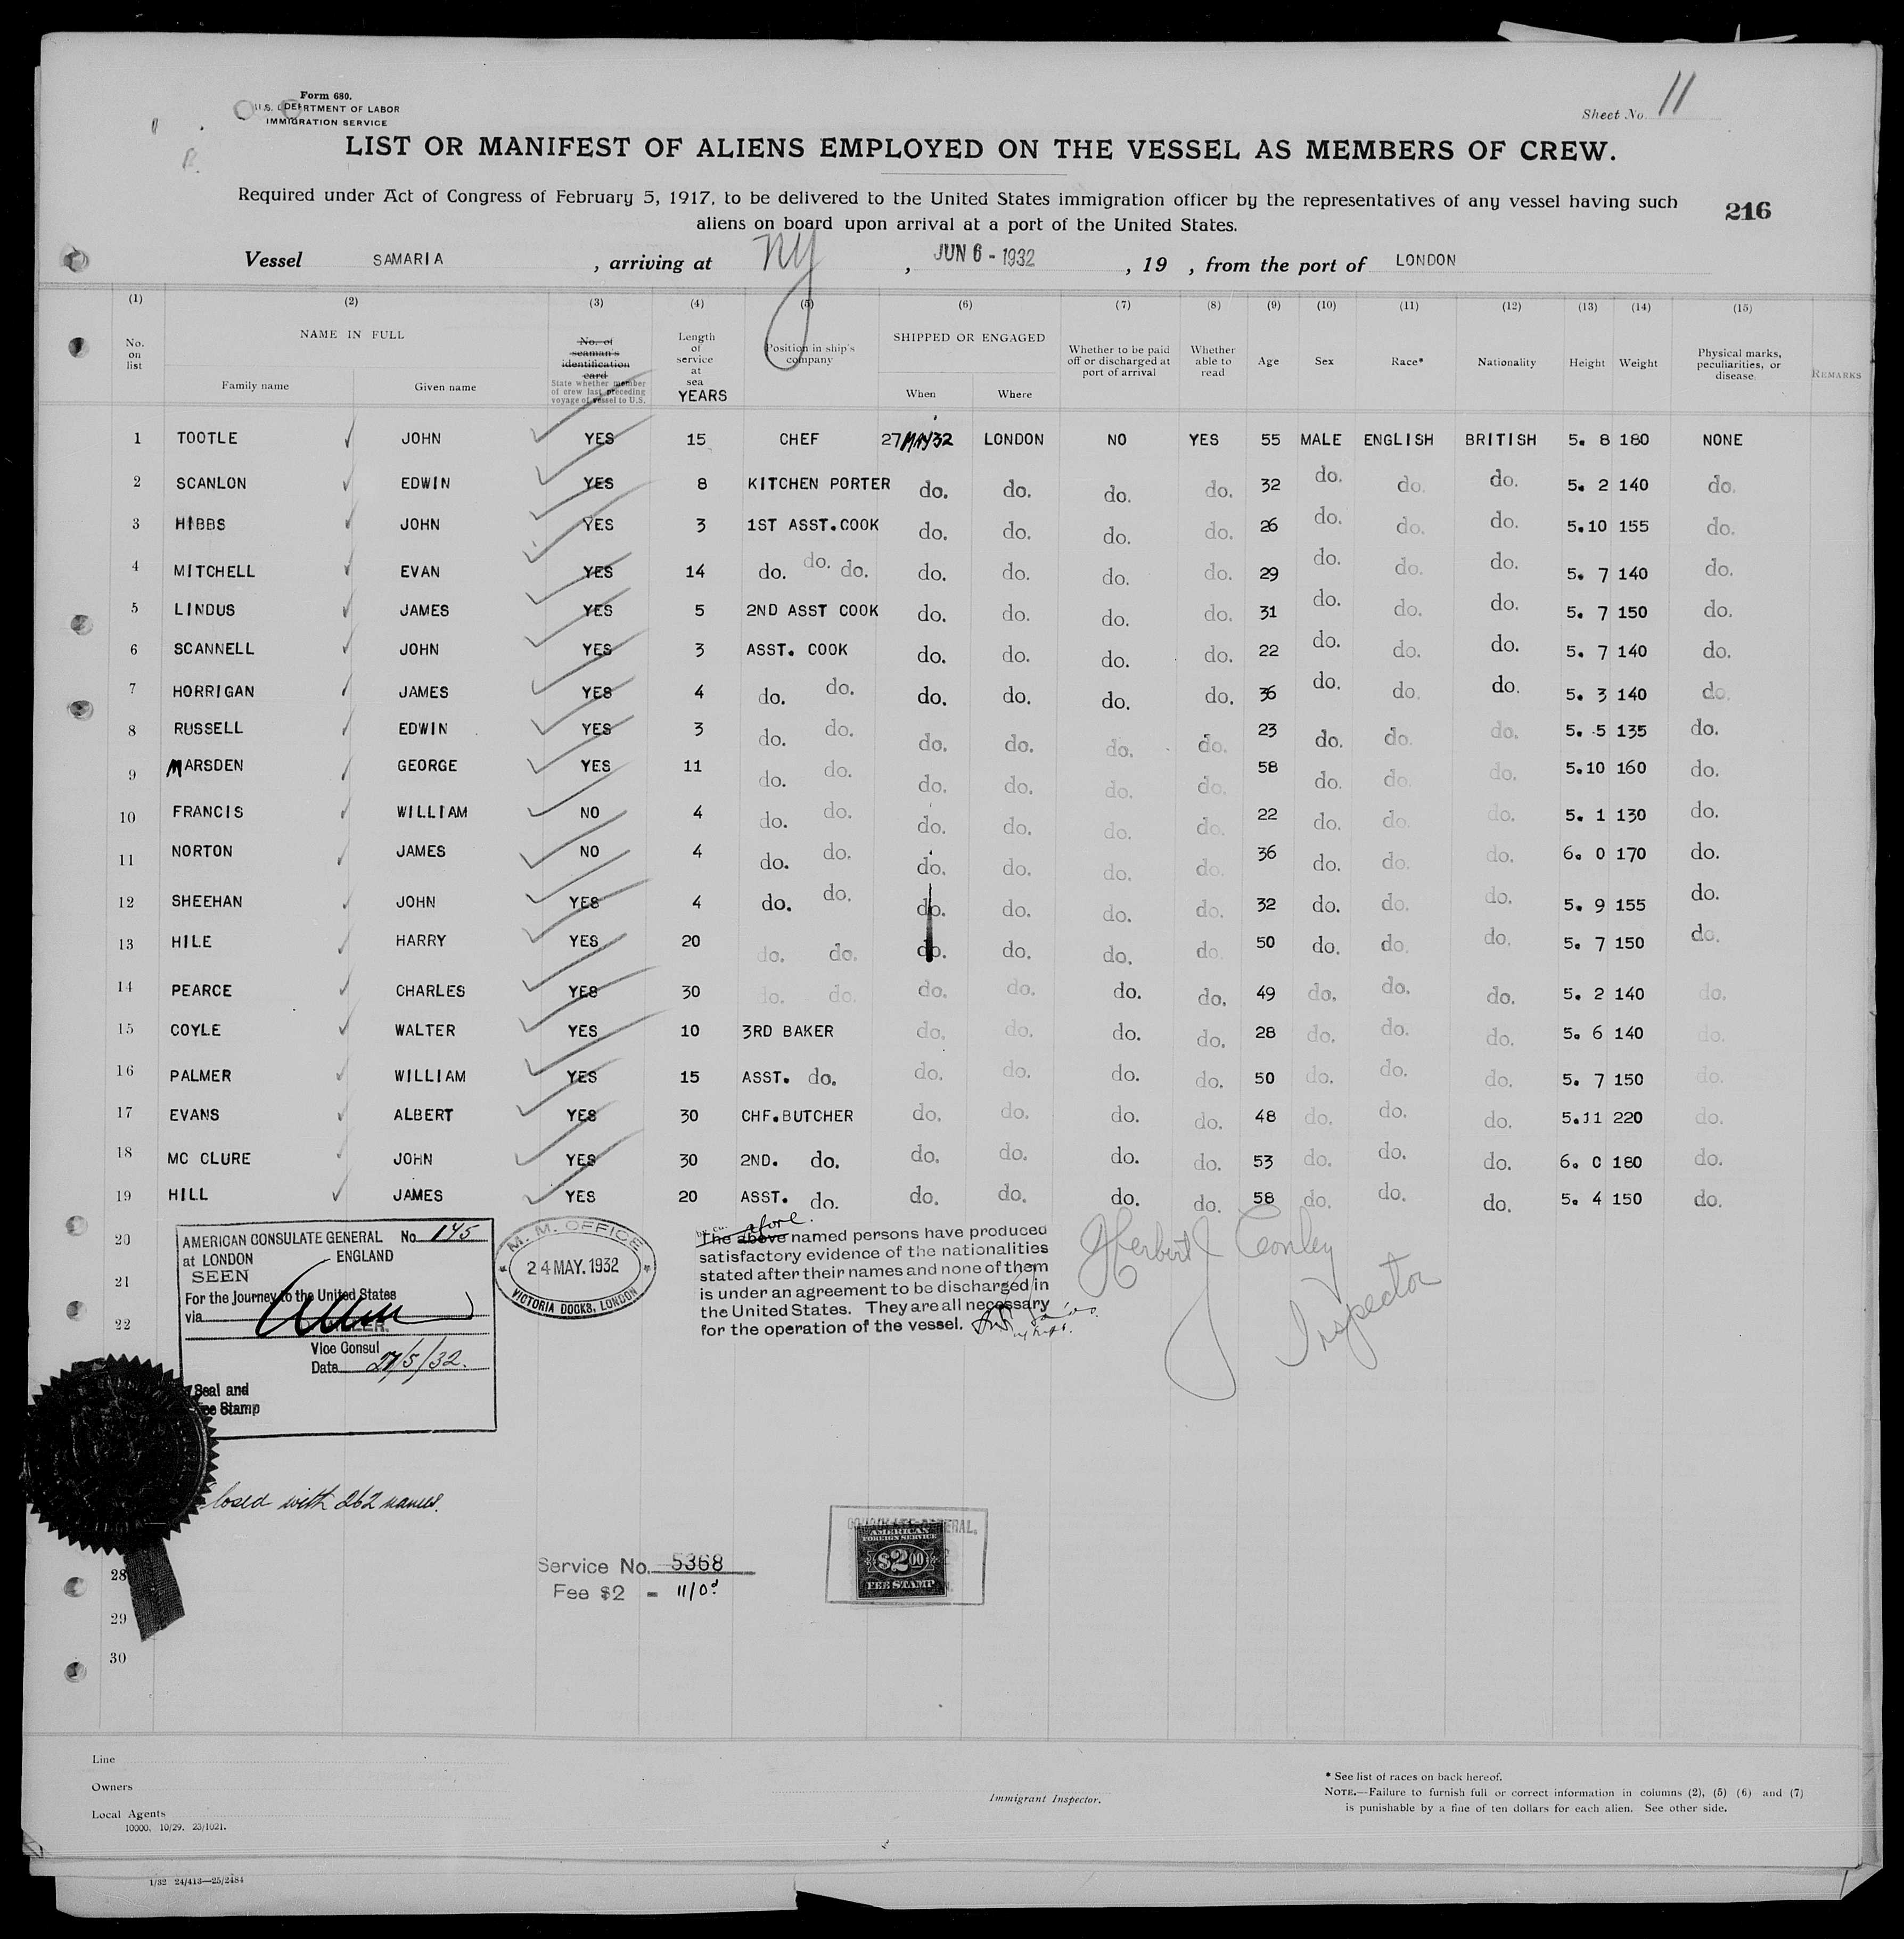 Form 680.
U.S. DEPARTMENT OF LABOR
IMMIGRATION SERVICE
Sheet No. 11
LIST OR MANIFEST OF ALIENS EMPLOYED ON THE VESSEL AS MEMBERS OF CREW.
Required under Act of Congress of February 5, 1917, to be delivered to the United States immigration officer by the representatives of any vessel having such
aliens on board upon arrival at a port of the United States.
216
Vessel SAMARIA , arriving at NY , JUN 6 - 1932 , 19 , from the port of LONDON
(1) (2) (3) (4) (5) (6) (7) (8) (9) (10) (11) (12) (13) (14) (15)
No. on list NAME IN FULL Family name Given name No. of seaman's identification card State whether member of crew last preceding voyage of vessel to U.S. Length of service at sea YEARS Position in ship's company SHIPPED OR ENGAGED When Where Whether to be paid off or discharged at port of arrival Whether able to read Age Sex Race* Nationality Height Weight Physical marks, peculiarities, or disease REMARKS
1 TOOTLE JOHN YES 15 CHEF 27 MAY 32 LONDON NO YES 55 MALE ENGLISH BRITISH 5. 8 180 NONE
2 SCANLON EDWIN YES 8 KITCHEN PORTER do. do. do. do. 32 do. do. do. 5. 2 140 do.
3 HIBBS JOHN YES 3 1ST ASST.COOK do. do. do. do. 26 do. do. do. 5.10 155 do.
4 MITCHELL EVAN YES 14 do. do. do. do. do. do. do. 29 do. do. do. 5. 7 140 do.
5 LINDUS JAMES YES 5 2ND ASST COOK do. do. do. do. 31 do. do. do. 5. 7 150 do.
6 SCANNELL JOHN YES 3 ASST. COOK do. do. do. do. 22 do. do. do. 5. 7 140 do.
7 HORRIGAN JAMES YES 4 do. do. do. do. do. do. 36 do. do. do. 5. 3 140 do.
8 RUSSELL EDWIN YES 3 do. do. do. do. do. do. 23 do. do. do. 5. 5 135 do.
9 MARSDEN GEORGE YES 11 do. do. do. do. do. do. 58 do. do. do. 5.10 160 do.
10 FRANCIS WILLIAM NO 4 do. do. do. do. do. do. 22 do. do. do. 5. 1 130 do.
11 NORTON JAMES NO 4 do. do. do. do. do. do. 36 do. do. do. 6. 0 170 do.
12 SHEEHAN JOHN YES 4 do. do. do. do. do. do. 32 do. do. do. 5. 9 155 do.
13 HILE HARRY YES 20 do. do. do. do. do. do. 50 do. do. do. 5. 7 150 do.
14 PEARCE CHARLES YES 30 do. do. do. do. do. do. 49 do. do. do. 5. 2 140 do.
15 COYLE WALTER YES 10 3RD BAKER do. do. do. do. 28 do. do. do. 5. 6 140 do.
16 PALMER WILLIAM YES 15 ASST. do. do. do. do. do. 50 do. do. do. 5. 7 150 do.
17 EVANS ALBERT YES 30 CHF.BUTCHER do. do. do. do. 48 do. do. do. 5.11 220 do.
18 MC CLURE JOHN YES 30 2ND. do. do. do. do. do. 53 do. do. do. 6. 0 180 do.
19 HILL JAMES YES 20 ASST. do. do. do. do. do. 58 do. do. do. 5. 4 150 do.
20
21
22
AMERICAN CONSULATE GENERAL No. 145
at LONDON ENGLAND
SEEN
For the Journey to the United States
via
Vice Consul
Date 27/5/32.
Seal and
Fee Stamp
M. M. OFFICE
24 MAY. 1932
VICTORIA DOCKS, LONDON
afore
The above named persons have produced
satisfactory evidence of the nationalities
stated after their names and none of them
is under an agreement to be discharged in
the United States. They are all necessary
for the operation of the vessel.
Herbert J Conley
Inspector
losed with 262 names.
Service No. 5368
Fee $2 = 11/0d
AMERICAN
FOREIGN SERVICE
$2.00
FEE STAMP
28
29
30
Line
Owners
Local Agents
10000, 10/29. 23/1021.
Immigrant Inspector.
* See list of races on back hereof.
NOTE.—Failure to furnish full or correct information in columns (2), (5) (6) and (7)
is punishable by a fine of ten dollars for each alien. See other side.
1/32 24/413—25/2484